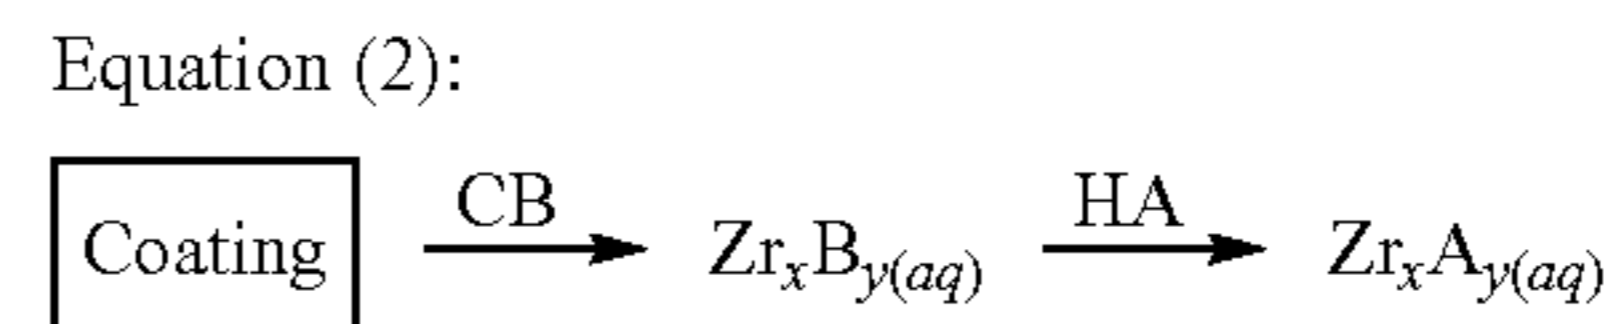 Equation (2):
CB HA
Coating ZrₓBy(aq) ZrₓAy(aq)